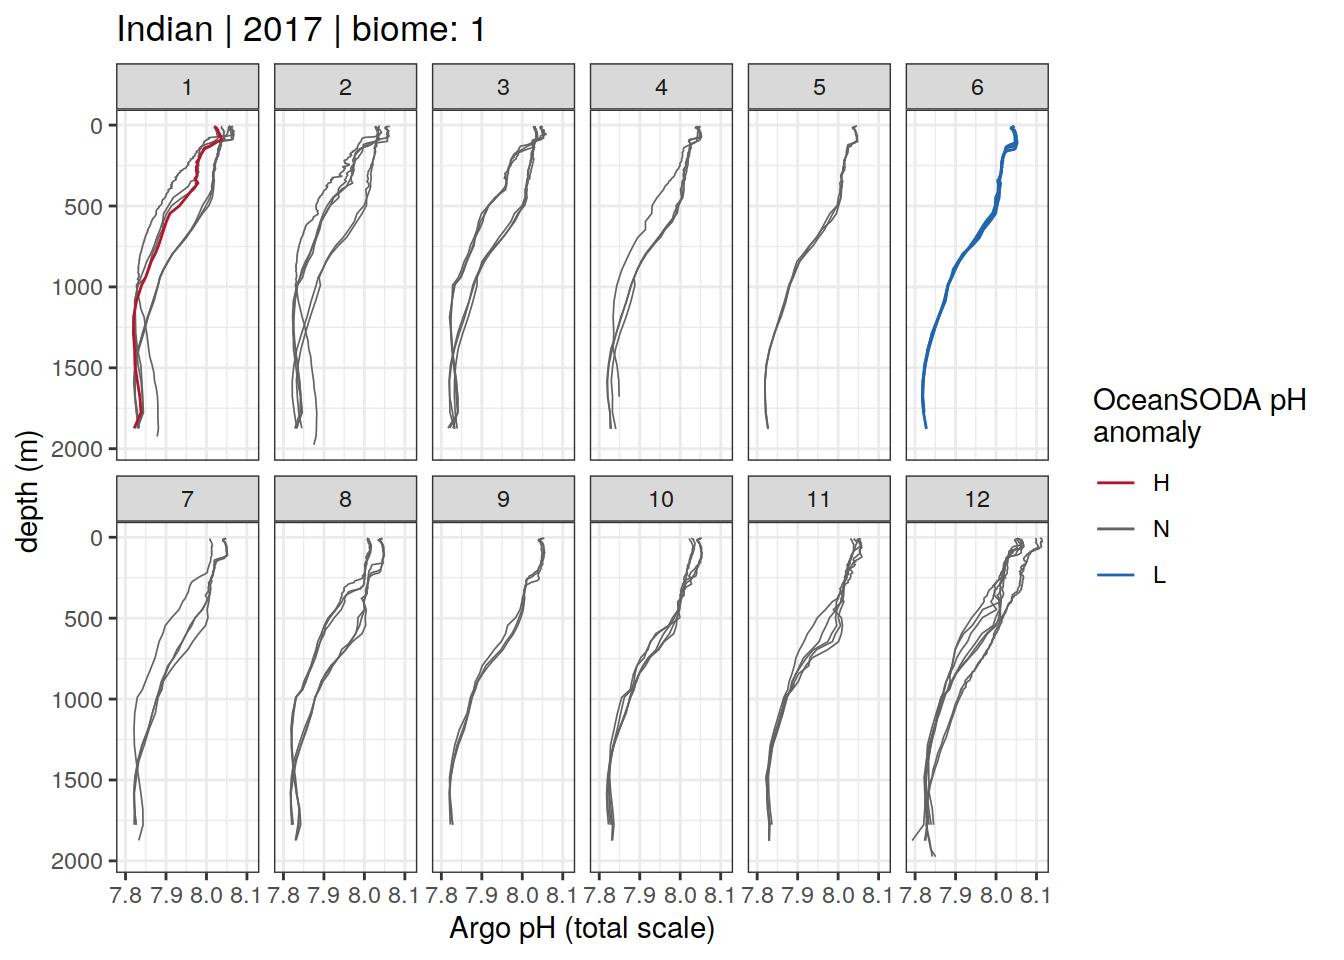 Indian | 2017 | biome: 1
1 2 3 4 5 6
0
500
1000
1500
2000
7 8 9 10 11 12
0
500
1000
1500
2000
7.8 7.9 8.0 8.1 7.8 7.9 8.0 8.1 7.8 7.9 8.0 8.1 7.8 7.9 8.0 8.1 7.8 7.9 8.0 8.1 7.8 7.9 8.0 8.1
Argo pH (total scale)
depth (m)
OceanSODA pH
anomaly
H
N
L